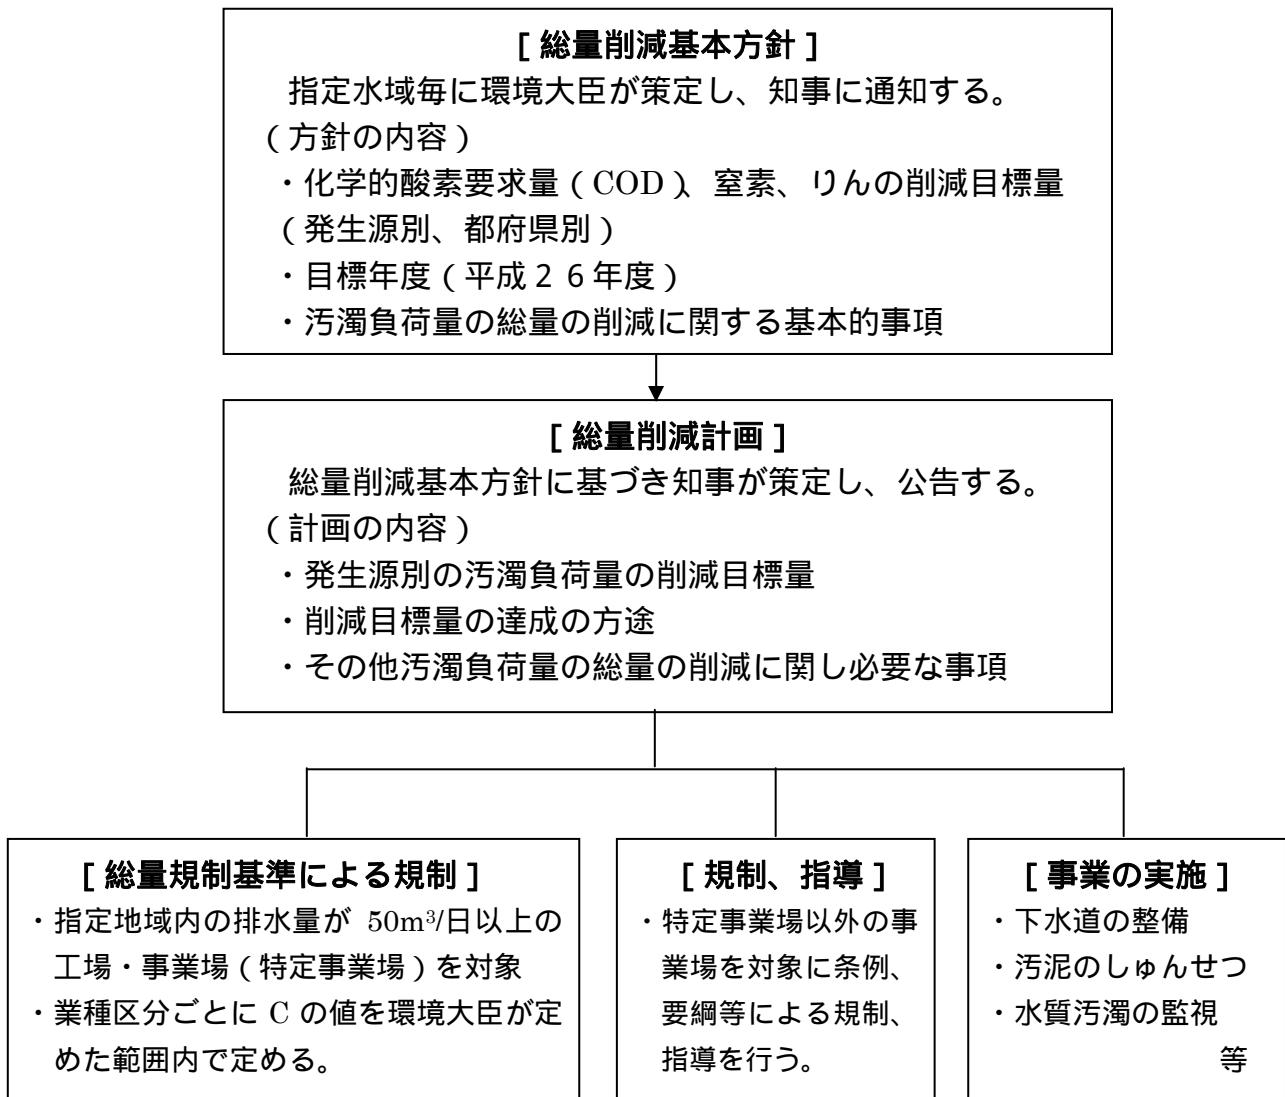 [ 総量削減基本方針 ]
指定水域毎に環境大臣が策定し、知事に通知する。
(方針の内容)
・化学的酸素要求量(COD)、窒素、りんの削減目標量
(発生源別、都府県別)
・目標年度(平成26年度)
・汚濁負荷量の総量の削減に関する基本的事項
[ 総量削減計画 ]
総量削減基本方針に基づき知事が策定し、公告する。
(計画の内容)
・発生源別の汚濁負荷量の削減目標量
・削減目標量の達成の方途
・その他汚濁負荷量の総量の削減に関し必要な事項
[ 総量規制基準による規制 ]
・指定地域内の排水量が 50m³/日以上の
工場・事業場(特定事業場)を対象
・業種区分ごとに C の値を環境大臣が定
めた範囲内で定める。
[ 規制、指導 ]
・特定事業場以外の事
業場を対象に条例、
要綱等による規制、
指導を行う。
[ 事業の実施 ]
・下水道の整備
・汚泥のしゅんせつ
・水質汚濁の監視
等